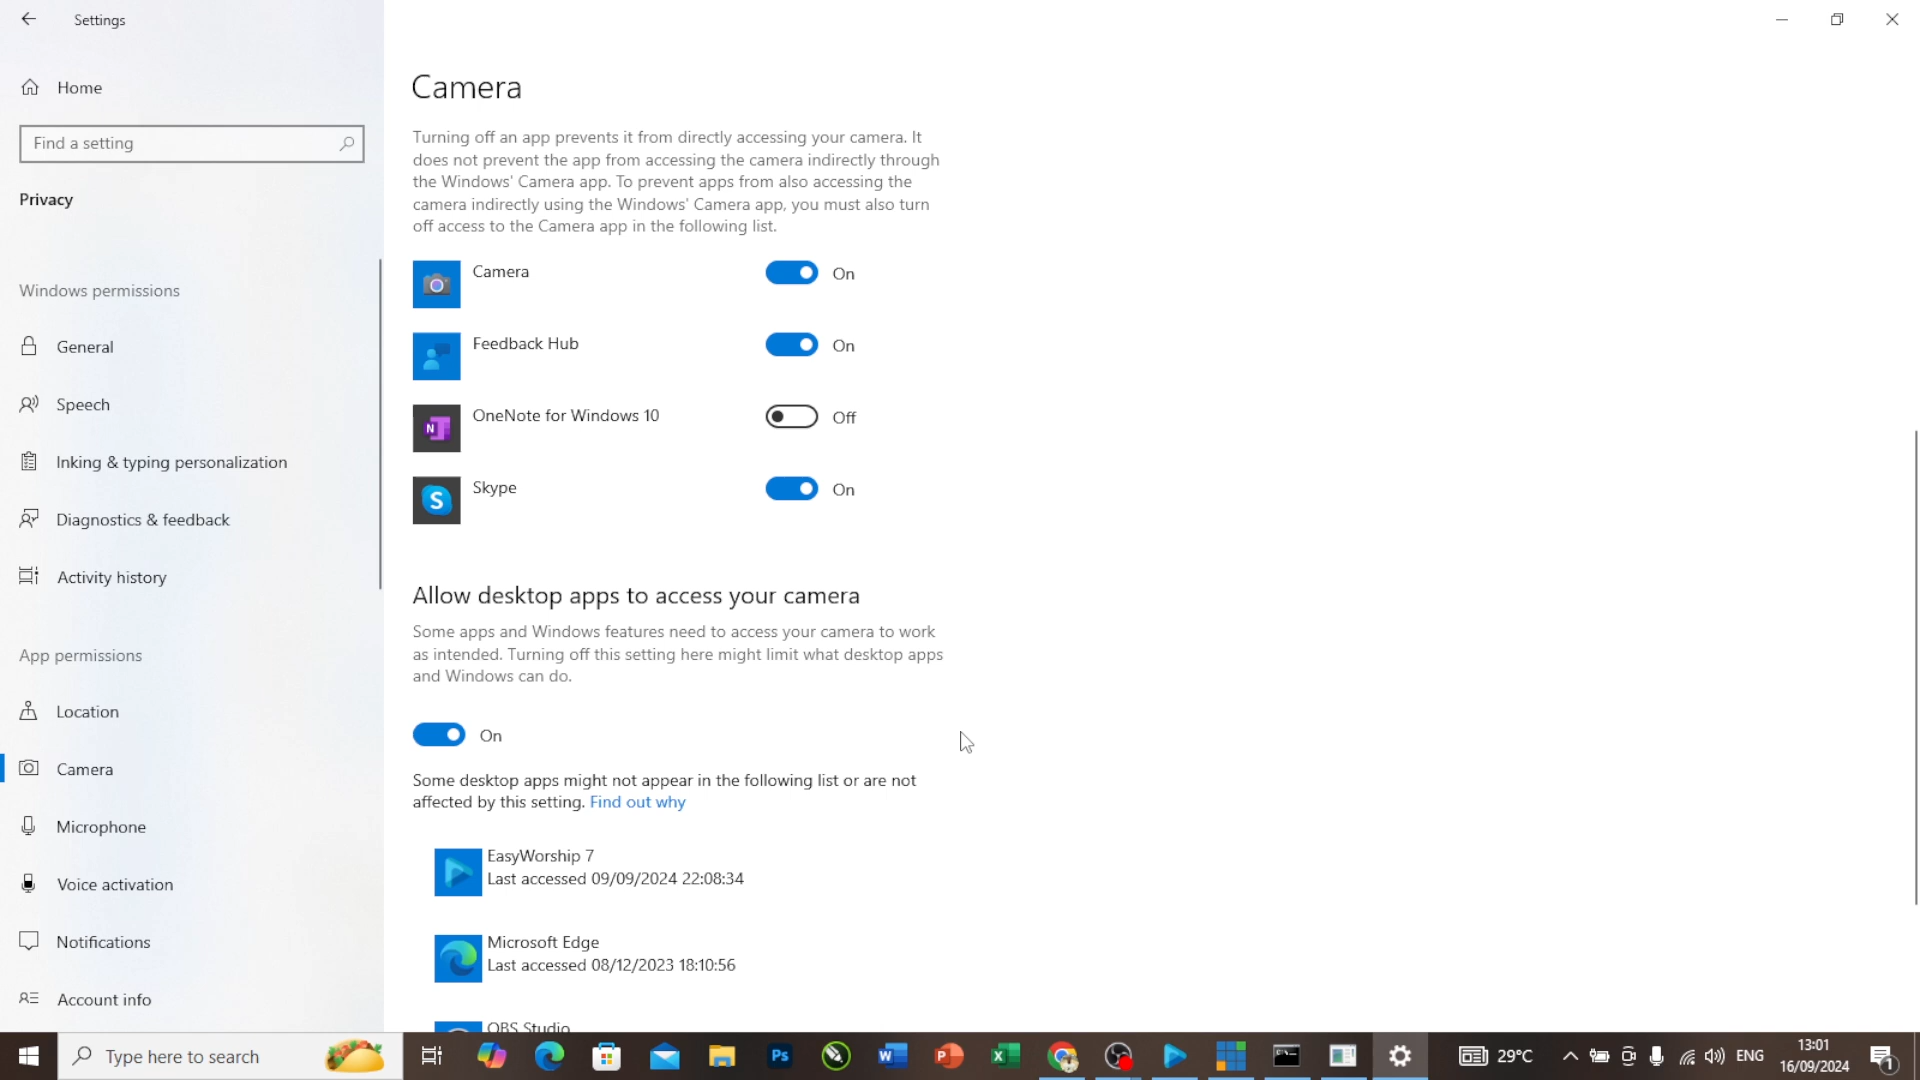 Settings
Home
Find a setting
Privacy
Windows permissions
General
Speech
Inking & typing personalization
Diagnostics & feedback
Activity history
App permissions
Location
Camera
Microphone
Voice activation
Notifications
Account info
Camera
Turning off an app prevents it from directly accessing your camera. It
does not prevent the app from accessing the camera indirectly through
the Windows' Camera app. To prevent apps from also accessing the
camera indirectly using the Windows' Camera app, you must also turn
off access to the Camera app in the following list.
Camera On
Feedback Hub On
N OneNote for Windows 10 Off
S Skype On
Allow desktop apps to access your camera
Some apps and Windows features need to access your camera to work
as intended. Turning off this setting here might limit what desktop apps
and Windows can do.
On
Some desktop apps might not appear in the following list or are not
affected by this setting. Find out why
EasyWorship 7
Last accessed 09/09/2024 22:08:34
Microsoft Edge
Last accessed 08/12/2023 18:10:56
OBS Studio
Type here to search
Ps
W
P
X
29°C
ENG
13:01
16/09/2024
1